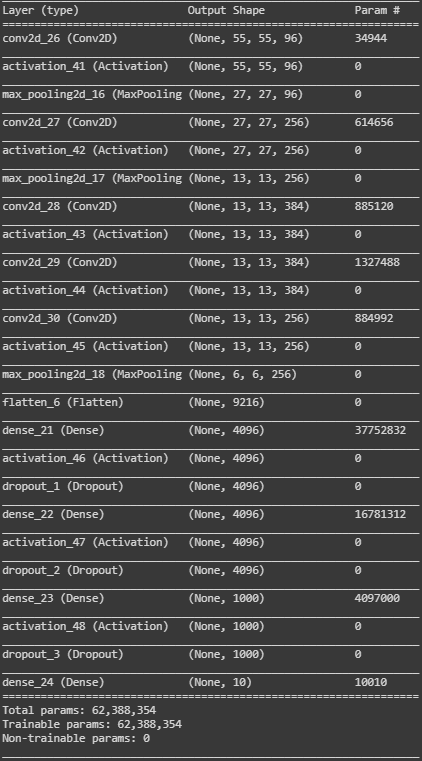 Layer (type) Output Shape Param #
=================================================================
conv2d_26 (Conv2D) (None, 55, 55, 96) 34944
activation_41 (Activation) (None, 55, 55, 96) 0
max_pooling2d_16 (MaxPooling (None, 27, 27, 96) 0
conv2d_27 (Conv2D) (None, 27, 27, 256) 614656
activation_42 (Activation) (None, 27, 27, 256) 0
max_pooling2d_17 (MaxPooling (None, 13, 13, 256) 0
conv2d_28 (Conv2D) (None, 13, 13, 384) 885120
activation_43 (Activation) (None, 13, 13, 384) 0
conv2d_29 (Conv2D) (None, 13, 13, 384) 1327488
activation_44 (Activation) (None, 13, 13, 384) 0
conv2d_30 (Conv2D) (None, 13, 13, 256) 884992
activation_45 (Activation) (None, 13, 13, 256) 0
max_pooling2d_18 (MaxPooling (None, 6, 6, 256) 0
flatten_6 (Flatten) (None, 9216) 0
dense_21 (Dense) (None, 4096) 37752832
activation_46 (Activation) (None, 4096) 0
dropout_1 (Dropout) (None, 4096) 0
dense_22 (Dense) (None, 4096) 16781312
activation_47 (Activation) (None, 4096) 0
dropout_2 (Dropout) (None, 4096) 0
dense_23 (Dense) (None, 1000) 4097000
activation_48 (Activation) (None, 1000) 0
dropout_3 (Dropout) (None, 1000) 0
dense_24 (Dense) (None, 10) 10010
=================================================================
Total params: 62,388,354
Trainable params: 62,388,354
Non-trainable params: 0